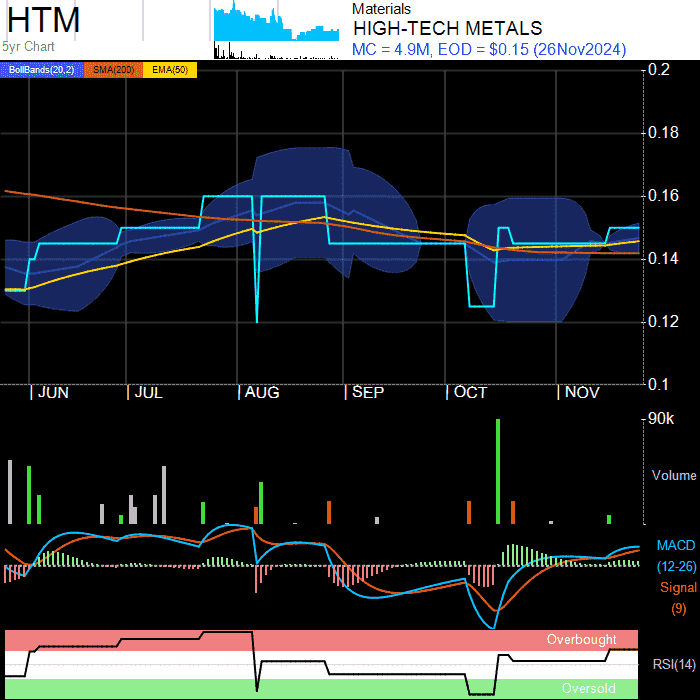 HTM
5yr Chart
Materials
HIGH-TECH METALS
MC = 4.9M, EOD = $0.15 (26Nov2024)
BollBands(20,2) SMA(200) EMA(50)
0.2
0.18
0.16
0.14
0.12
0.1
JUN JUL AUG SEP OCT NOV
90k
Volume
MACD
(12-26)
Signal
(9)
Overbought
RSI(14)
Oversold